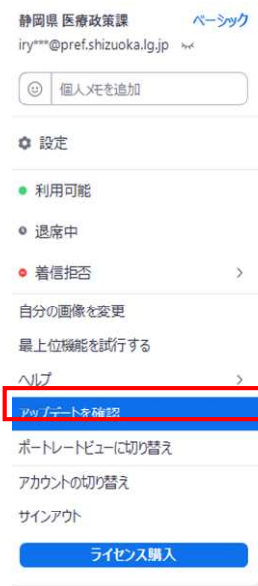 静岡県 医療政策課 ベーシック
iry***@pref.shizuoka.lg.jp
個人メモを追加
設定
利用可能
退席中
着信拒否
自分の画像を変更
最上位機能を試行する
ヘルプ
アップデートを確認
ポートレートビューに切り替え
アカウントの切り替え
サインアウト
ライセンス購入